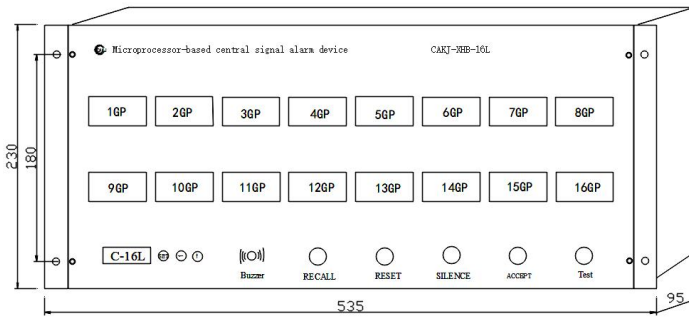 Microprocessor-based central signal alarm device CAKJ-XHB-16L
1GP 2GP 3GP 4GP 5GP 6GP 7GP 8GP
230
180
9GP 10GP 11GP 12GP 13GP 14GP 15GP 16GP
C-16L SET
Buzzer RECALL RESET SILENCE ACCEPT Test
535
95